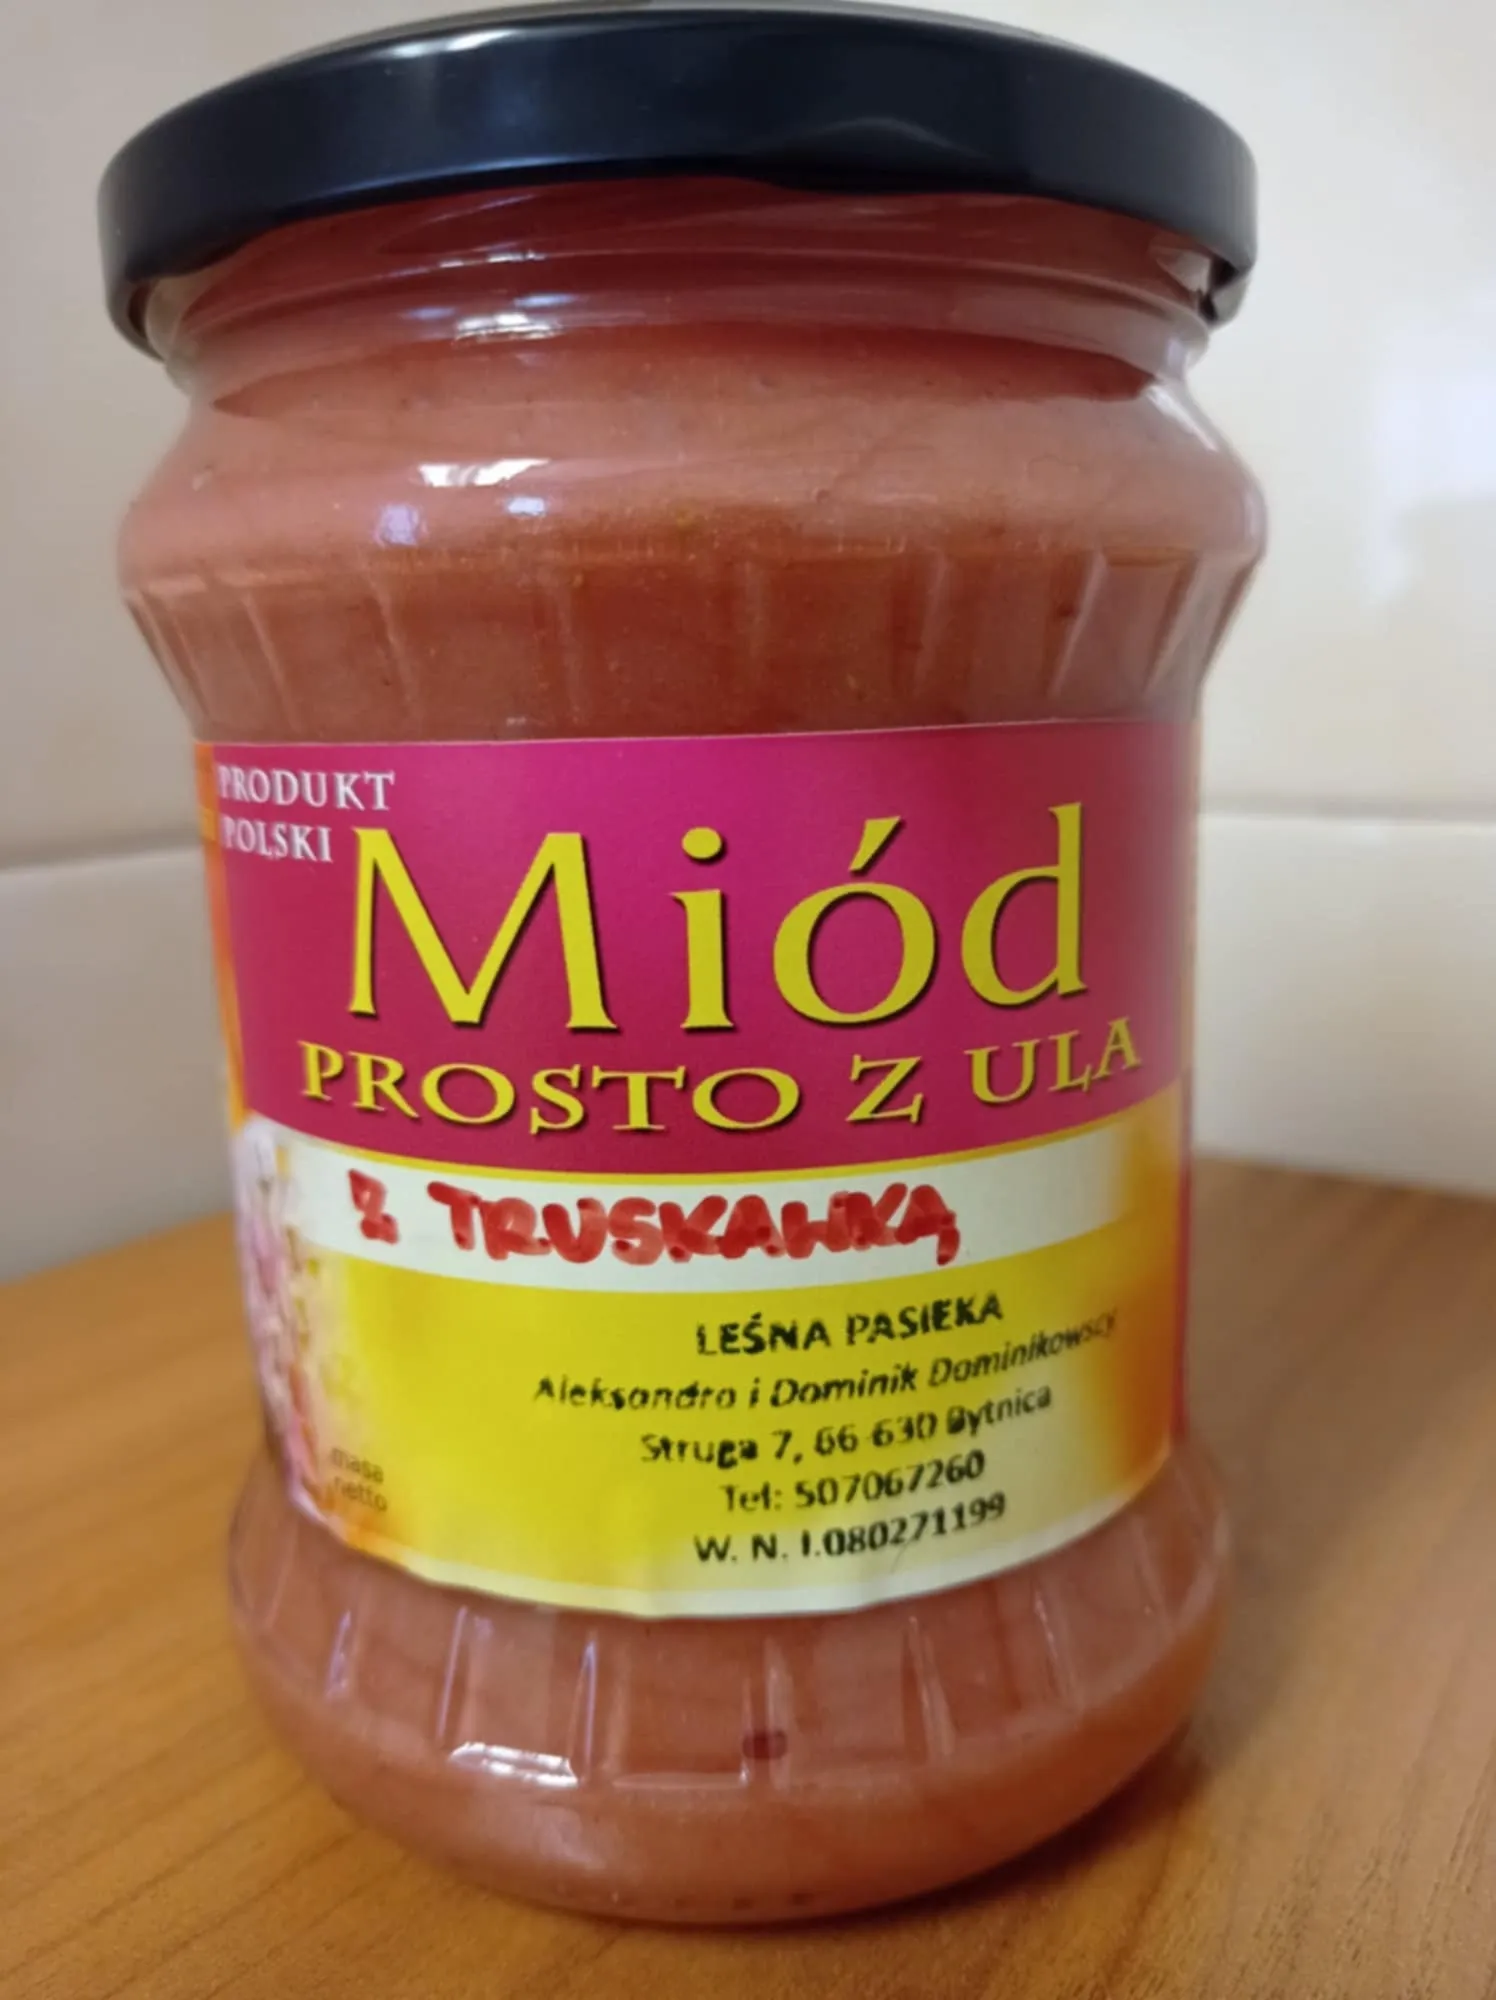 PRODUKT
POLSKI
Miód
PROSTO Z ULA
Z TRUSKAWKĄ
LEŚNA PASIEKA
Aleksandra i Dominik Dominikowscy
Struga 7, 66-630 Bytnica
Tel: 507067260
W. N. I.080271199
masa
netto